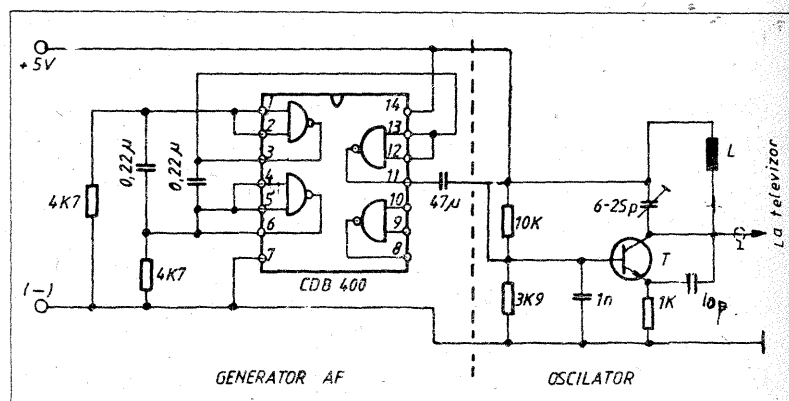 +5V
1
2
3
4
5
6
7
14
13
12
11
10
9
8
0,22µ
0,22µ
4K7
4K7
47µ
CDB 400
(-)
10K
3K9
1n
6-25p
L
T
1K
10p
La televizor
GENERATOR AF
OSCILATOR